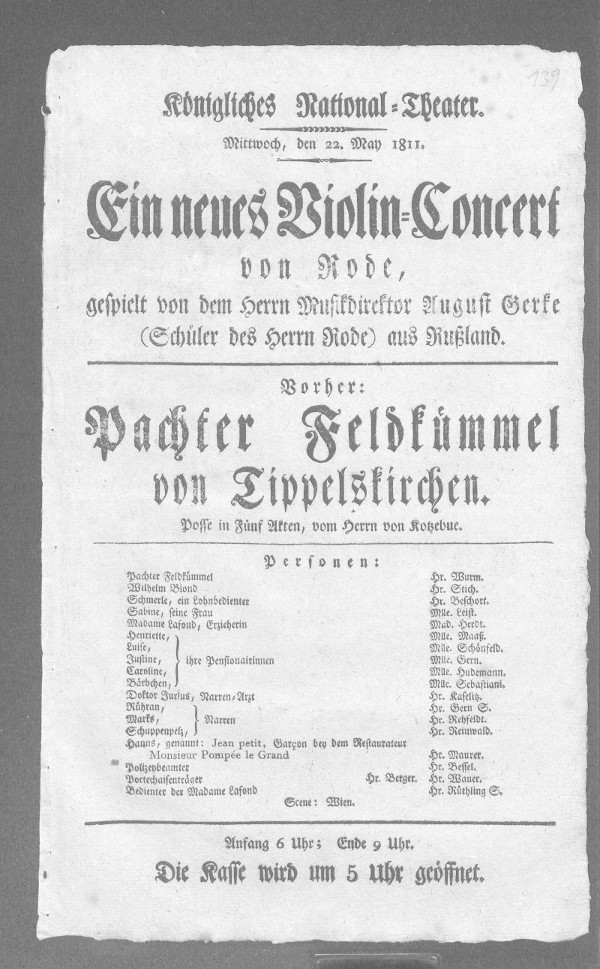 139
Königliches National=Theater.
Mittwoch, den 22. May 1811.
Ein neues Violin=Concert
von Rode,
gespielt von dem Herrn Musikdirektor August Gerke
(Schüler des Herrn Rode) aus Rußland.
Vorher:
Pachter Feldkümmel
von Tippelskirchen.
Posse in Fünf Akten, vom Herrn von Kotzebue.
Personen:
Pachter Feldkümmel Hr. Wurm.
Wilhelm Blond Hr. Stich.
Schmerle, ein Lohnbedienter Hr. Beschort.
Sabine, seine Frau Mlle. Leist.
Madame Lafond, Erzieherin Mad. Herdt.
Henriette, Mlle. Maaß.
Luise, Mlle. Schönfeld.
Justine, ihre Pensionairinnen Mlle. Gern.
Caroline, Mlle. Hudemann.
Bärbchen, Mlle. Sebastiani.
Doktor Jurius, Narren=Arzt Hr. Kaselitz.
Rühran, Hr. Gern S.
Marks, Narren Hr. Rehfeldt.
Schuppenpelz, Hr. Reinwald.
Hanns, genannt: Jean petit, Garçon bey dem Restaurateur
Monsieur Pompée le Grand Hr. Maurer.
Polizeybeamter Hr. Bessel.
Portechaisenträger Hr. Berger. Hr. Wauer.
Bedienter der Madame Lafond Hr. Rüthling S.
Scene: Wien.
Anfang 6 Uhr; Ende 9 Uhr.
Die Kasse wird um 5 Uhr geöffnet.